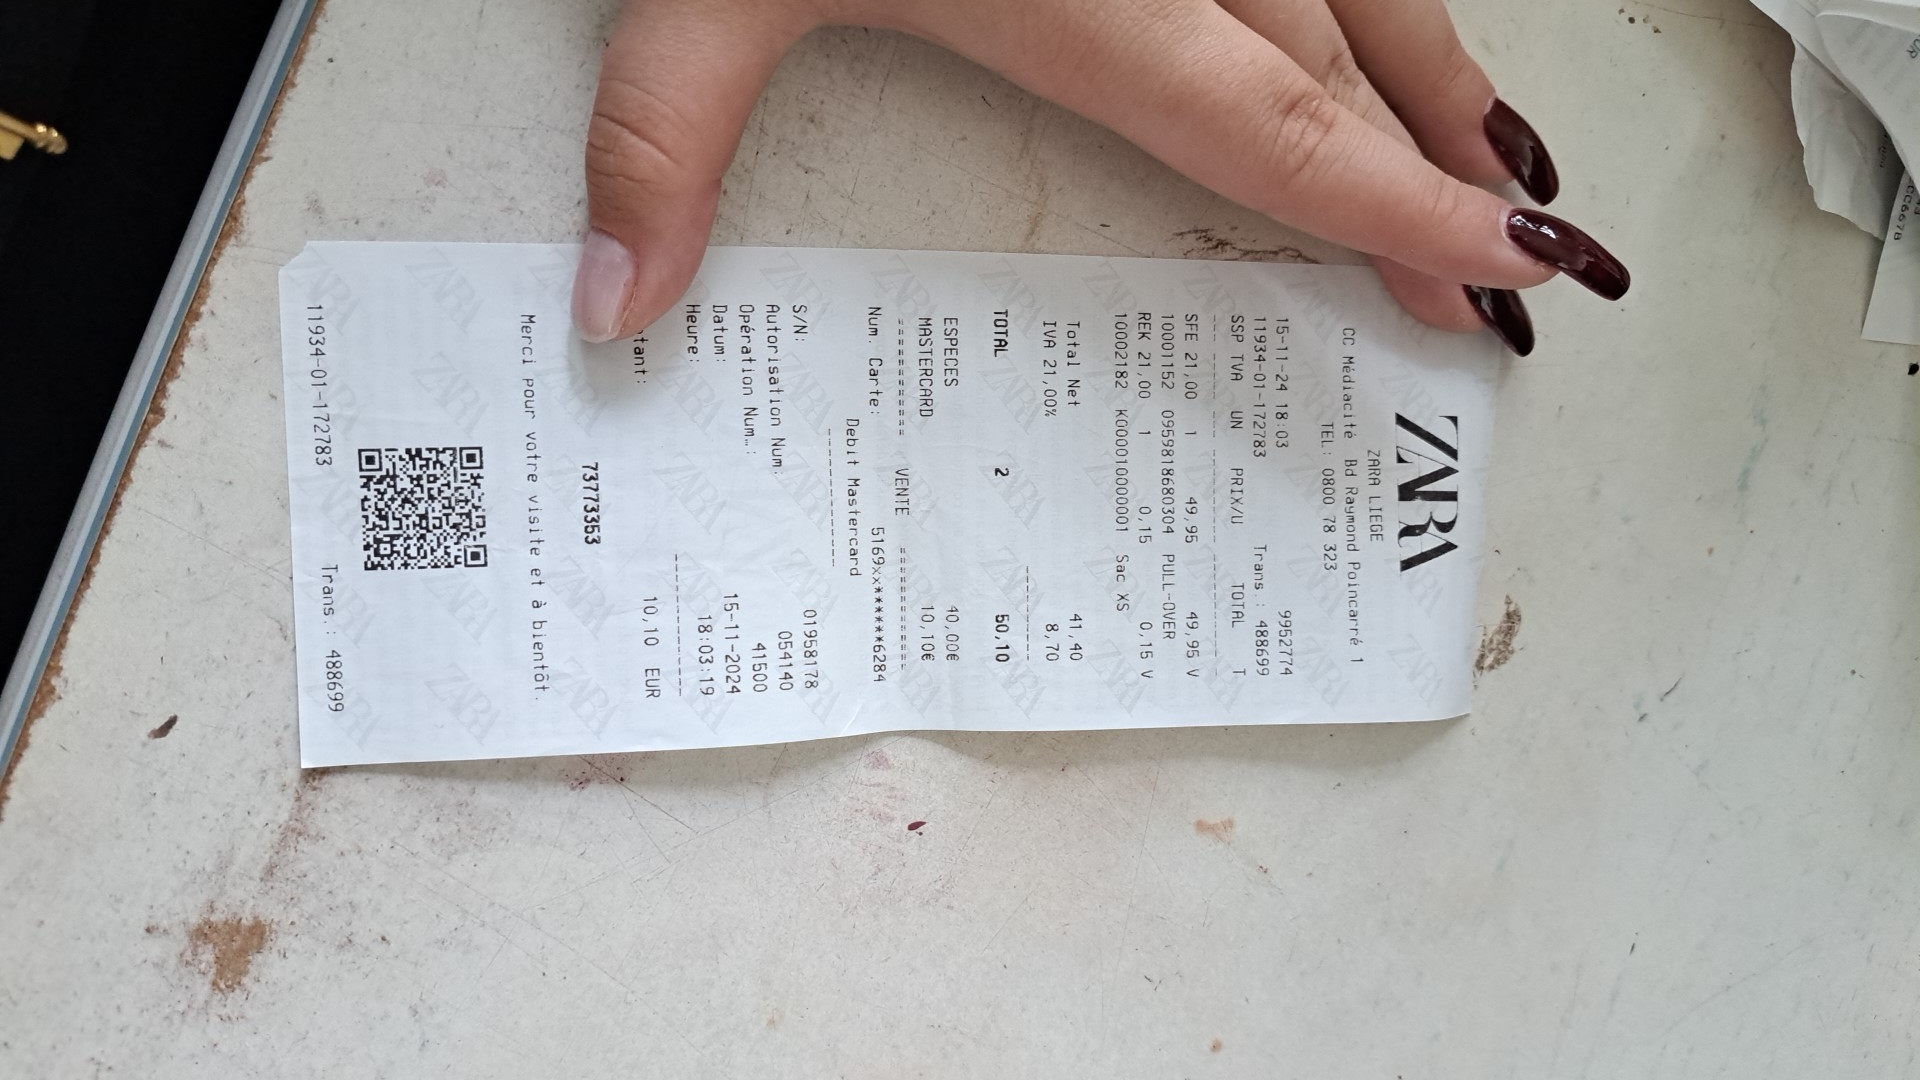 ZARA
ZARA LIEGE
CC Médiacité Bd Raymond Poincarré 1
TEL: 0800 78 323
9952774
15-11-24 18:03
11934-01-172783 Trans.: 488699
SSP TVA UN PRIX/U TOTAL T
SFE 21,00 1 49,95 49,95 V
10001152 0959818680304 PULL-OVER
REK 21,00 1 0,15 0,15 V
10002182 K00001000000001 Sac XS
Total Net 41,40
IVA 21,00% 8,70
TOTAL 2 50,10
ESPECES 40,00€
MASTERCARD 10,10€
=========== VENTE ===========
Num. Carte: 5169xx******6284
Debit Mastercard
S/N: 01958178
Autorisation Num: 054140
Opération Num..: 41500
Datum: 15-11-2024
Heure: 18:03:19
tant: 10,10 EUR
73773353
Merci pour votre visite et à bientôt.
11934-01-172783 Trans.: 488699
CC6678